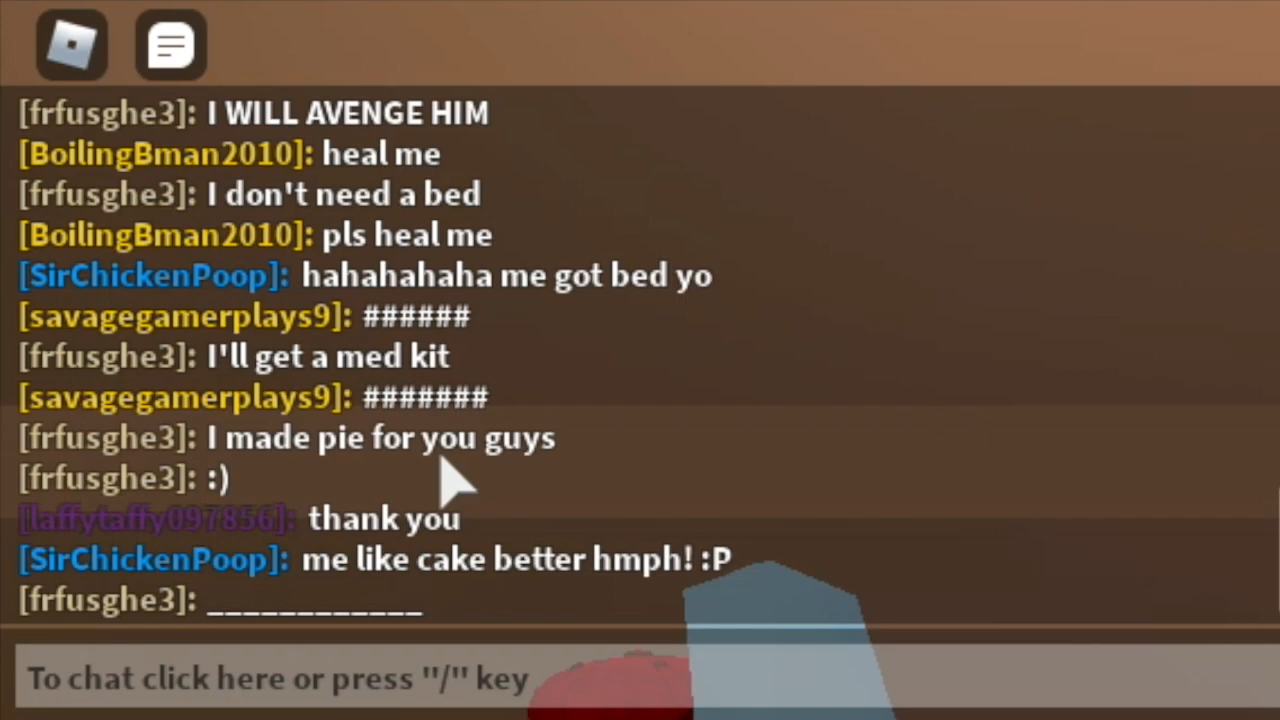 [frfusghe3]: I WILL AVENGE HIM
[BoilingBman2010]: heal me
[frfusghe3]: I don't need a bed
[BoilingBman2010]: pls heal me
[SirChickenPoop]: hahahahaha me got bed yo
[savagegamerplays9]: ######
[frfusghe3]: I'll get a med kit
[savagegamerplays9]: #######
[frfusghe3]: I made pie for you guys
[frfusghe3]: :)
[laffytaffy097856]: thank you
[SirChickenPoop]: me like cake better hmph! :P
[frfusghe3]: ____________
To chat click here or press "/" key